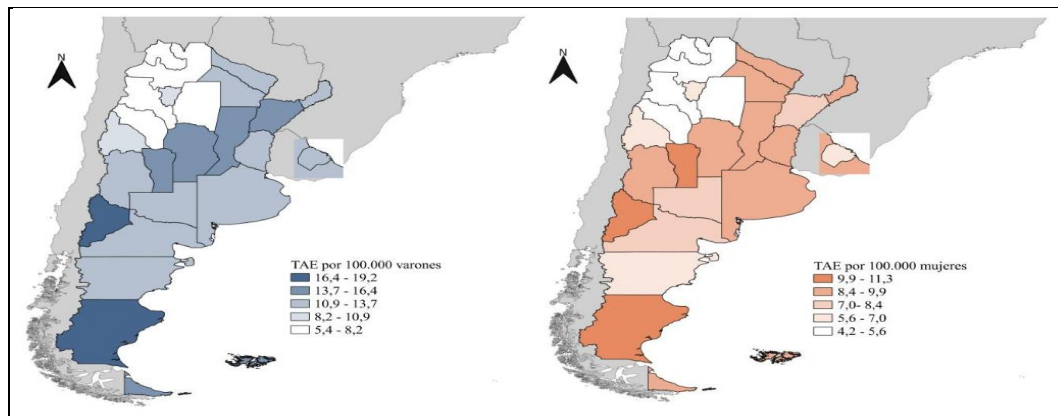 N
TAE por 100.000 varones
16,4 - 19,2
13,7 - 16,4
10,9 - 13,7
8,2 - 10,9
5,4 - 8,2
N
TAE por 100.000 mujeres
9,9 - 11,3
8,4 - 9,9
7,0- 8,4
5,6 - 7,0
4,2 - 5,6